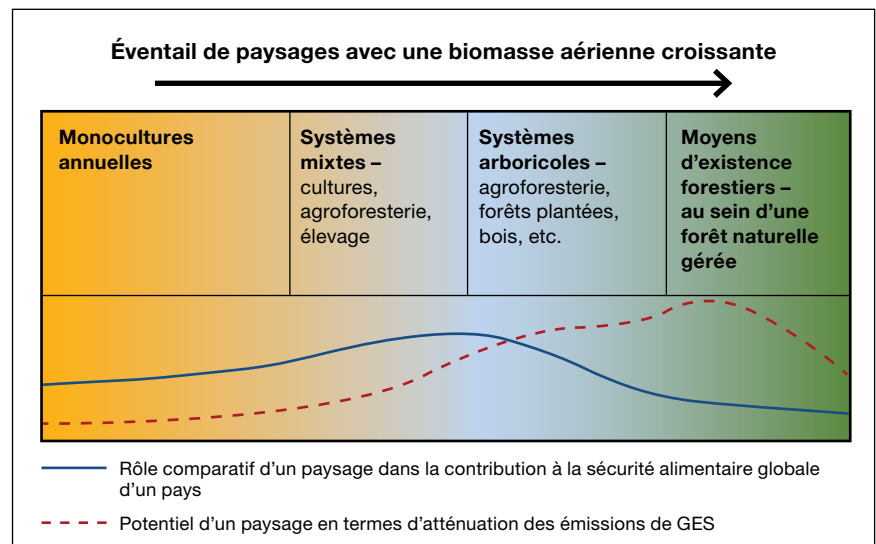 Éventail de paysages avec une biomasse aérienne croissante
Monocultures
annuelles
Systèmes
mixtes –
cultures,
agroforesterie,
élevage
Systèmes
arboricoles –
agroforesterie,
forêts plantées,
bois, etc.
Moyens
d’existence
forestiers –
au sein d’une
forêt naturelle
gérée
Rôle comparatif d’un paysage dans la contribution à la sécurité alimentaire globale
d’un pays
Potentiel d’un paysage en termes d’atténuation des émissions de GES